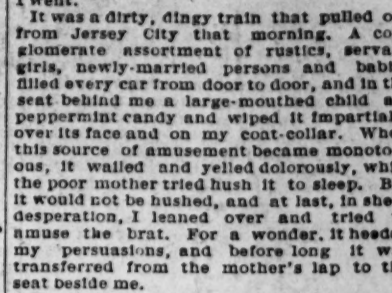 I went.
It was a dirty, dingy train that pulled
from Jersey City that morning. A co
glomerate assortment of rustics, serva
girls, newly-married persons and babi
filled every car from door to door, and in t
seat behind me a large-mouthed child a
peppermint candy and wiped it impartial
over its face and on my coat-collar. Whe
this source of amusement became monoto
ous, it wailed and yelled dolorously, whi
the poor mother tried hush it to sleep. B
it would not be hushed, and at last, in shee
desperation, I leaned over and tried
amuse the brat. For a wonder, it heede
my persuasions, and before long it w
transferred from the mother's lap to t
seat beside me.